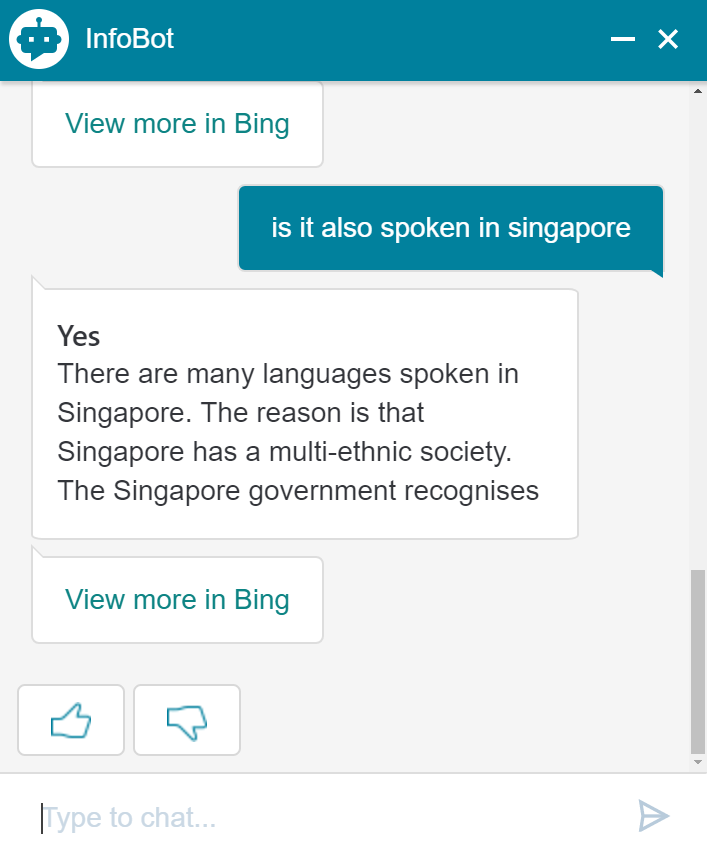 InfoBot
View more in Bing
is it also spoken in singapore
Yes
There are many languages spoken in
Singapore. The reason is that
Singapore has a multi-ethnic society.
The Singapore government recognises
View more in Bing
Type to chat...